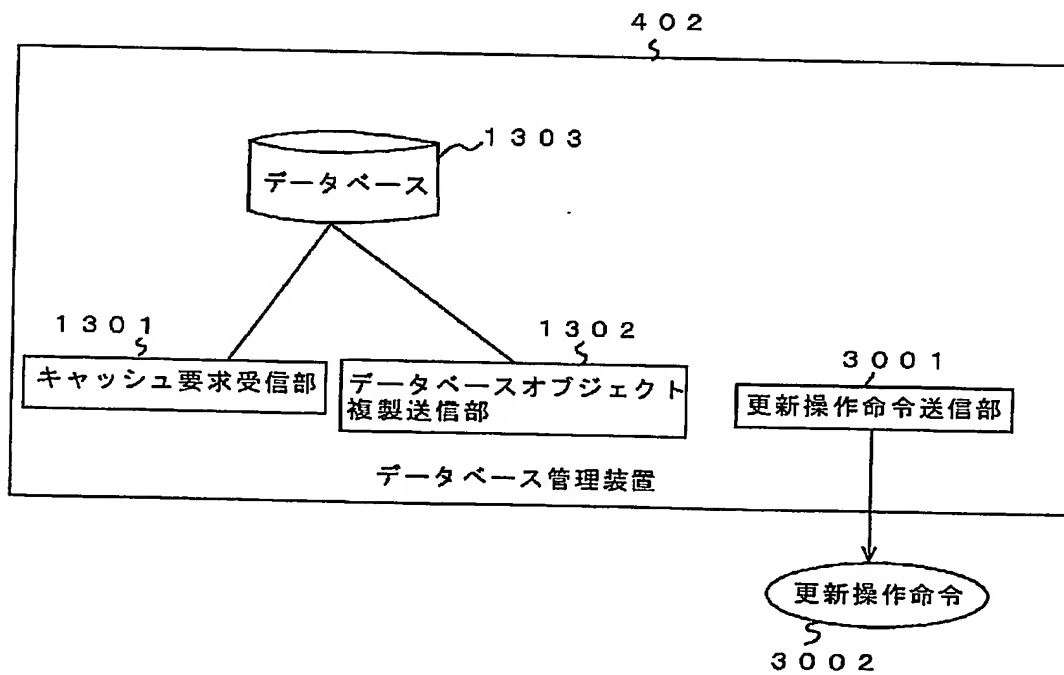 402
1303
データベース
1301
キャッシュ要求受信部
1302
データベースオブジェクト
複製送信部
3001
更新操作命令送信部
データベース管理装置
更新操作命令
3002